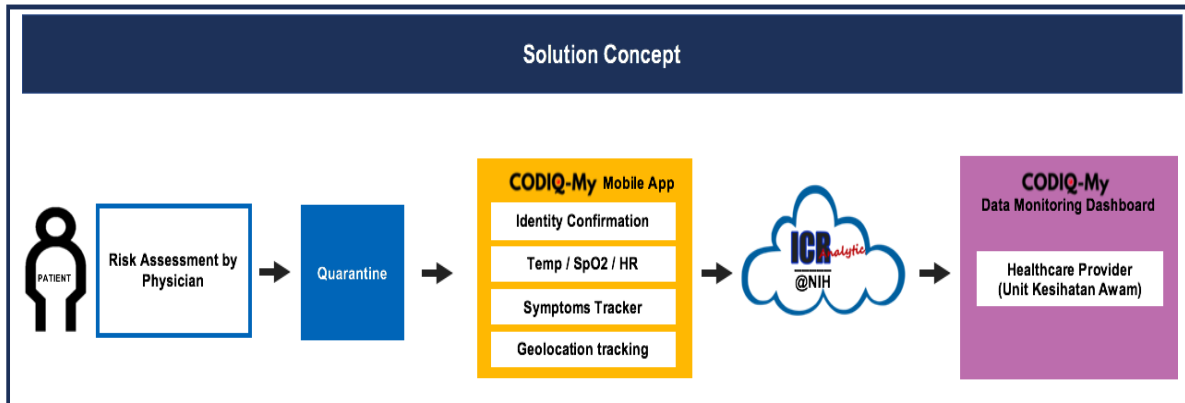 Solution Concept
PATIENT
Risk Assessment by
Physician
Quarantine
CODIQ-My Mobile App
Identity Confirmation
Temp / SpO2 / HR
Symptoms Tracker
Geolocation tracking
ICR Analytic
@NIH
CODIQ-My
Data Monitoring Dashboard
Healthcare Provider
(Unit Kesihatan Awam)